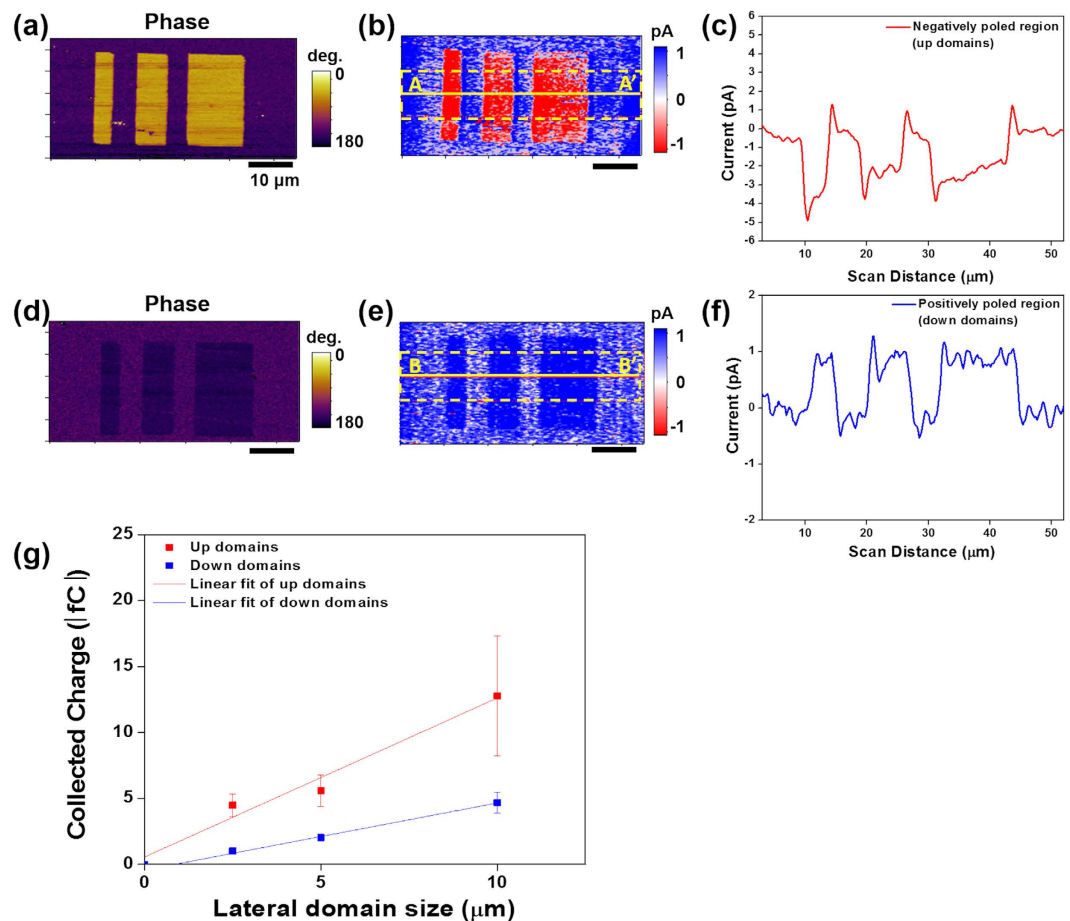 (a)
Phase
deg.
0
180
10 μm
(b)
pA
1
0
-1
A
A'
(c)
Negatively poled region
(up domains)
Current (pA)
6
5
4
3
2
1
0
-1
-2
-3
-4
-5
-6
10
20
30
40
50
Scan Distance (μm)
(d)
Phase
deg.
0
180
(e)
pA
1
0
-1
B
B'
(f)
Positively poled region
(down domains)
Current (pA)
2
1
0
-1
-2
10
20
30
40
50
Scan Distance (μm)
(g)
Up domains
Down domains
Linear fit of up domains
Linear fit of down domains
Collected Charge (|fC|)
25
20
15
10
5
0
0
5
10
Lateral domain size (μm)